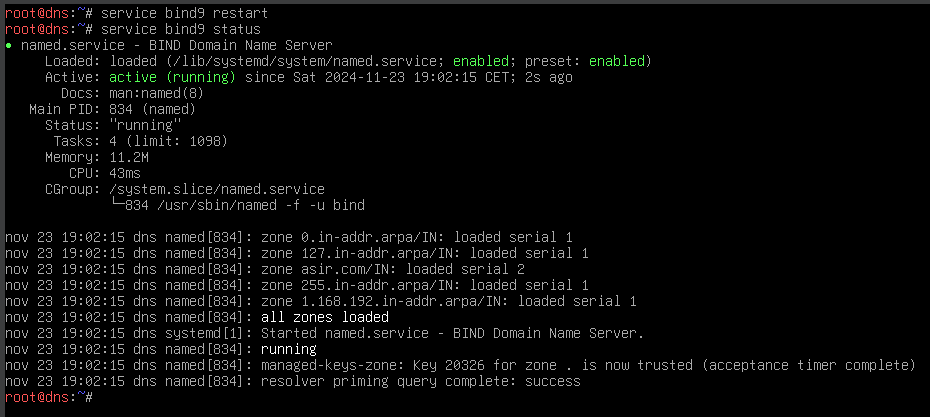 root@dns:~# service bind9 restart
root@dns:~# service bind9 status
● named.service - BIND Domain Name Server
     Loaded: loaded (/lib/systemd/system/named.service; enabled; preset: enabled)
     Active: active (running) since Sat 2024-11-23 19:02:15 CET; 2s ago
       Docs: man:named(8)
   Main PID: 834 (named)
     Status: "running"
      Tasks: 4 (limit: 1098)
     Memory: 11.2M
        CPU: 43ms
     CGroup: /system.slice/named.service
             └─834 /usr/sbin/named -f -u bind

nov 23 19:02:15 dns named[834]: zone 0.in-addr.arpa/IN: loaded serial 1
nov 23 19:02:15 dns named[834]: zone 127.in-addr.arpa/IN: loaded serial 1
nov 23 19:02:15 dns named[834]: zone asir.com/IN: loaded serial 2
nov 23 19:02:15 dns named[834]: zone 255.in-addr.arpa/IN: loaded serial 1
nov 23 19:02:15 dns named[834]: zone 1.168.192.in-addr.arpa/IN: loaded serial 1
nov 23 19:02:15 dns named[834]: all zones loaded
nov 23 19:02:15 dns systemd[1]: Started named.service - BIND Domain Name Server.
nov 23 19:02:15 dns named[834]: running
nov 23 19:02:15 dns named[834]: managed-keys-zone: Key 20326 for zone . is now trusted (acceptance timer complete)
nov 23 19:02:15 dns named[834]: resolver priming query complete: success
root@dns:~#